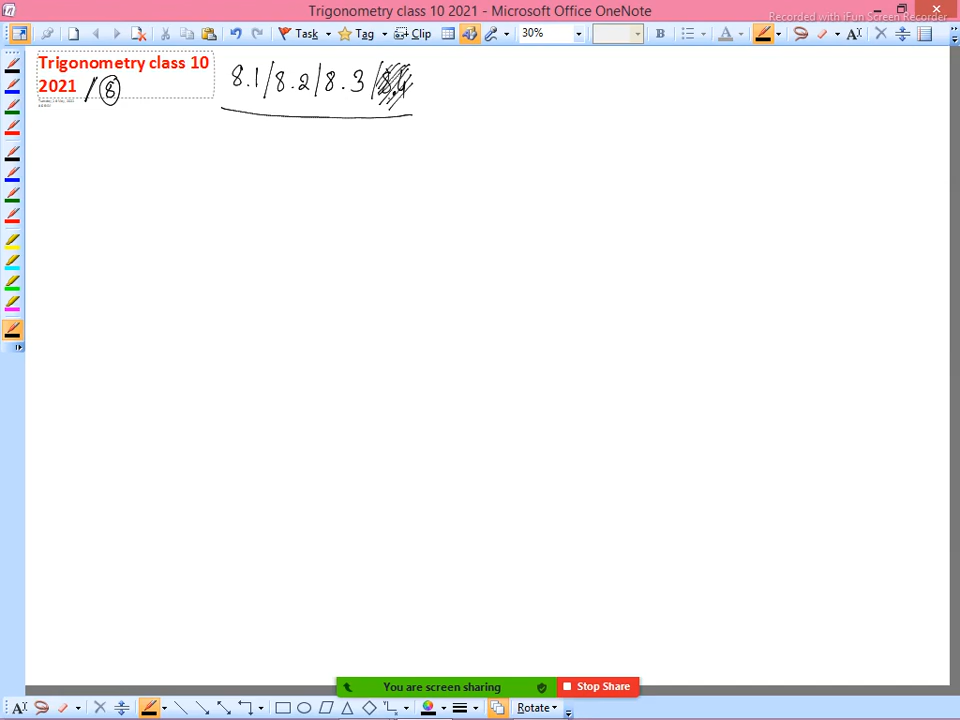 Trigonometry class 10 2021 - Microsoft Office OneNote
Recorded with iFun Screen Recorder
Task Tag Clip 30% B A
Trigonometry class 10
2021 / 8
8.1/8.2/8.3/
You are screen sharing Stop Share
Rotate